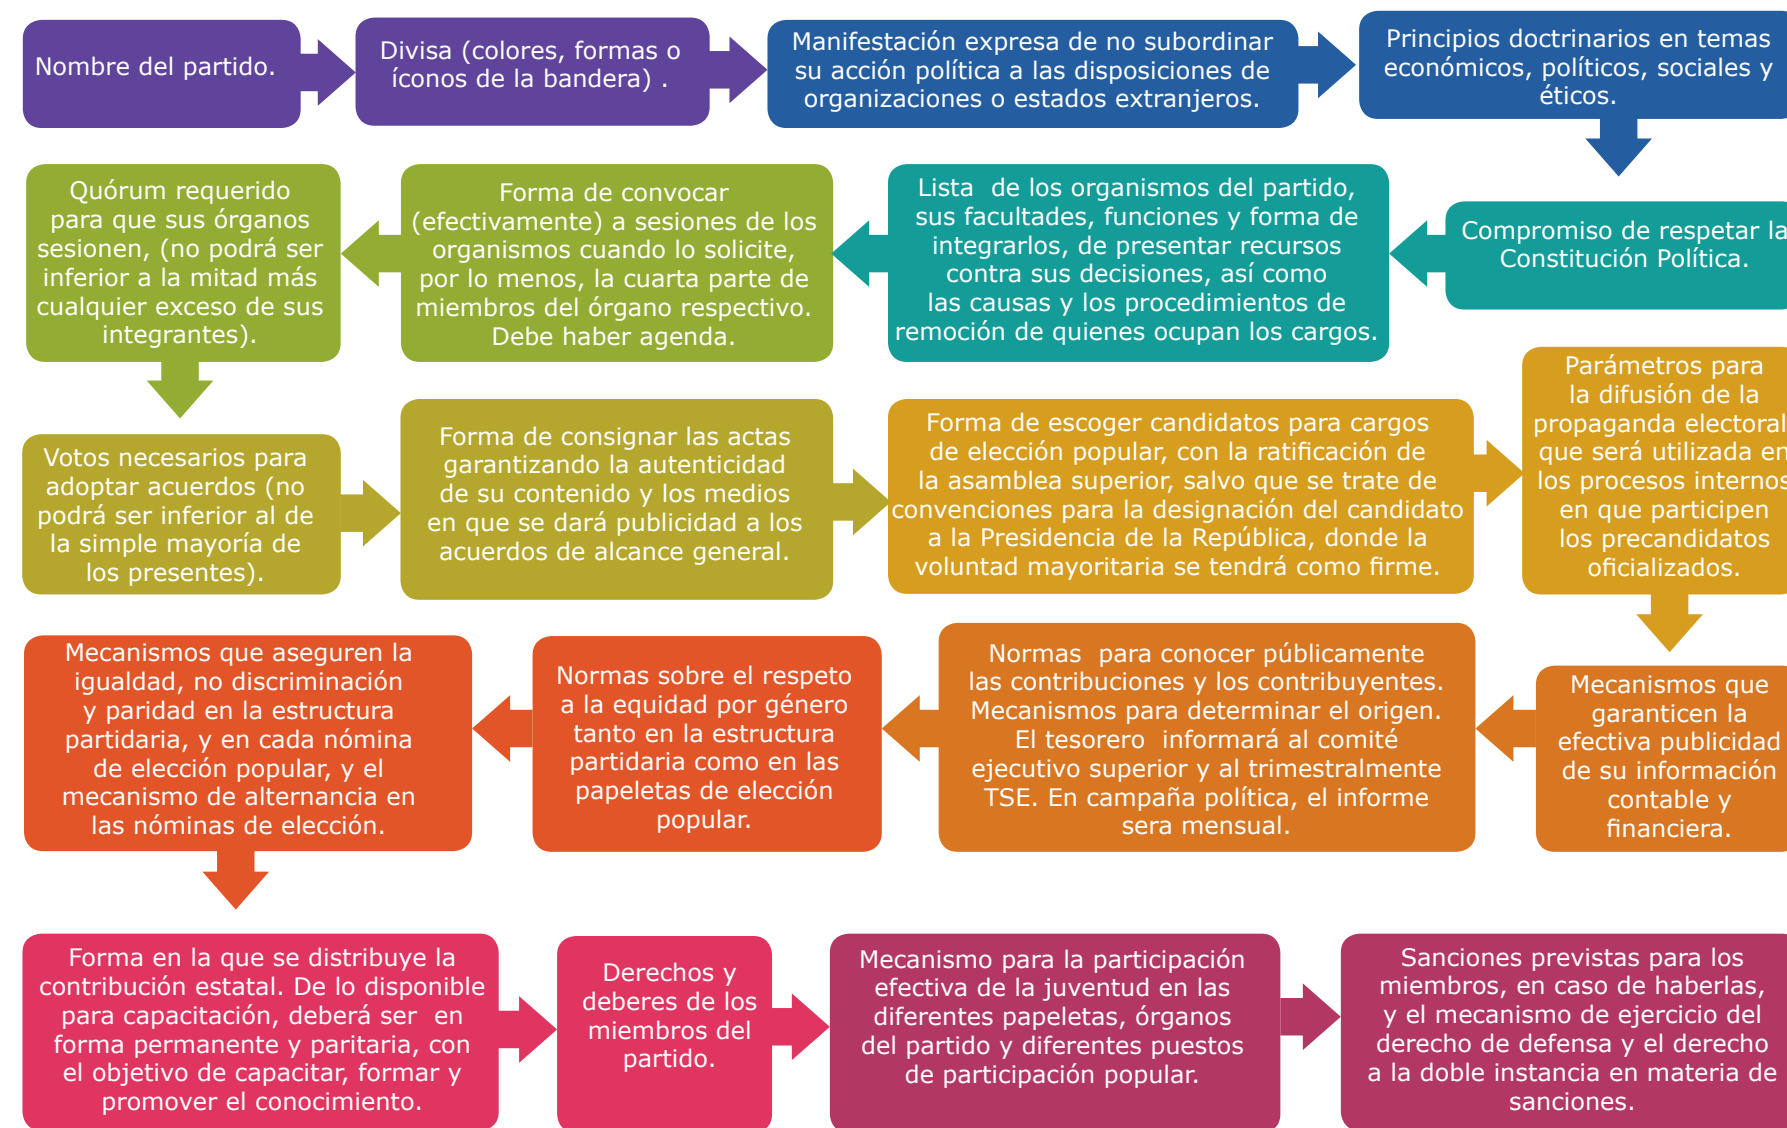 Nombre del partido.
Divisa (colores, formas o
íconos de la bandera) .
Manifestación expresa de no subordinar
su acción política a las disposiciones de
organizaciones o estados extranjeros.
Principios doctrinarios en temas
económicos, políticos, sociales y
éticos.
Compromiso de respetar la
Constitución Política.
Lista  de los organismos del partido,
sus facultades, funciones y forma de
integrarlos, de presentar recursos
contra sus decisiones, así como
las causas y los procedimientos de
remoción de quienes ocupan los cargos.
Forma de convocar
(efectivamente) a sesiones de los
organismos cuando lo solicite,
por lo menos, la cuarta parte de
miembros del órgano respectivo.
Debe haber agenda.
Quórum requerido
para que sus órganos
sesionen, (no podrá ser
inferior a la mitad más
cualquier exceso de sus
integrantes).
Votos necesarios para
adoptar acuerdos (no
podrá ser inferior al de
la simple mayoría de
los presentes).
Forma de consignar las actas
garantizando la autenticidad
de su contenido y los medios
en que se dará publicidad a los
acuerdos de alcance general.
Forma de escoger candidatos para cargos
de elección popular, con la ratificación de
la asamblea superior, salvo que se trate de
convenciones para la designación del candidato
a la Presidencia de la República, donde la
voluntad mayoritaria se tendrá como firme.
Parámetros para
la difusión de la
propaganda electoral
que será utilizada en
los procesos internos
en que participen
los precandidatos
oficializados.
Mecanismos que
garanticen la
efectiva publicidad
de su información
contable y
financiera.
Normas  para conocer públicamente
las contribuciones y los contribuyentes.
Mecanismos para determinar el origen.
El tesorero  informará al comité
ejecutivo superior y al trimestralmente
TSE. En campaña política, el informe
sera mensual.
Normas sobre el respeto
a la equidad por género
tanto en la estructura
partidaria como en las
papeletas de elección
popular.
Mecanismos que aseguren la
igualdad, no discriminación
y paridad en la estructura
partidaria, y en cada nómina
de elección popular, y el
mecanismo de alternancia en
las nóminas de elección.
Forma en la que se distribuye la
contribución estatal. De lo disponible
para capacitación, deberá ser  en
forma permanente y paritaria, con
el objetivo de capacitar, formar y
promover el conocimiento.
Derechos y
deberes de los
miembros del
partido.
Mecanismo para la participación
efectiva de la juventud en las
diferentes papeletas, órganos
del partido y diferentes puestos
de participación popular.
Sanciones previstas para los
miembros, en caso de haberlas,
y el mecanismo de ejercicio del
derecho de defensa y el derecho
a la doble instancia en materia de
sanciones.